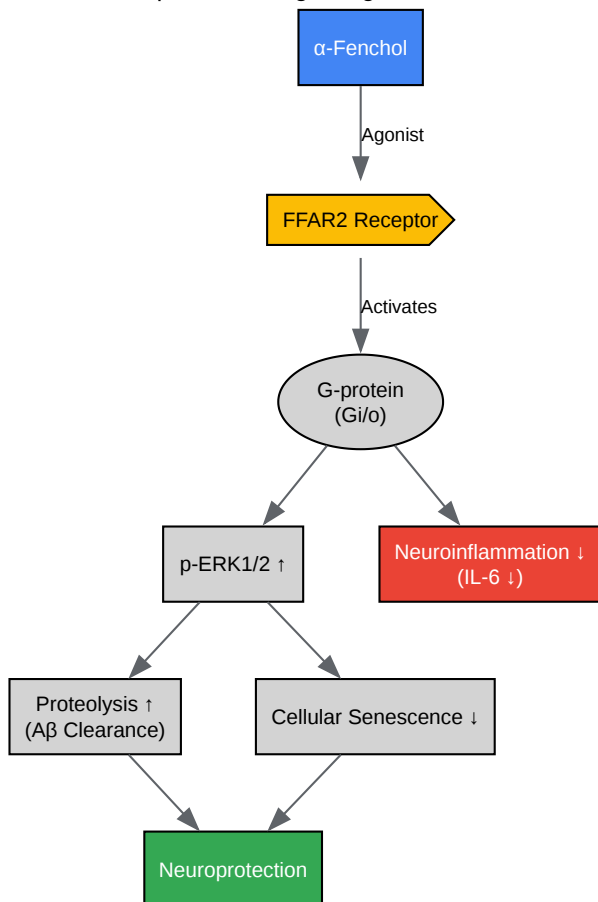 α-Fenchol
Agonist
FFAR2 Receptor
Activates
G-protein
(Gi/o)
p-ERK1/2 ↑
Neuroinflammation ↓
(IL-6 ↓)
Proteolysis ↑
(Aβ Clearance)
Cellular Senescence ↓
Neuroprotection